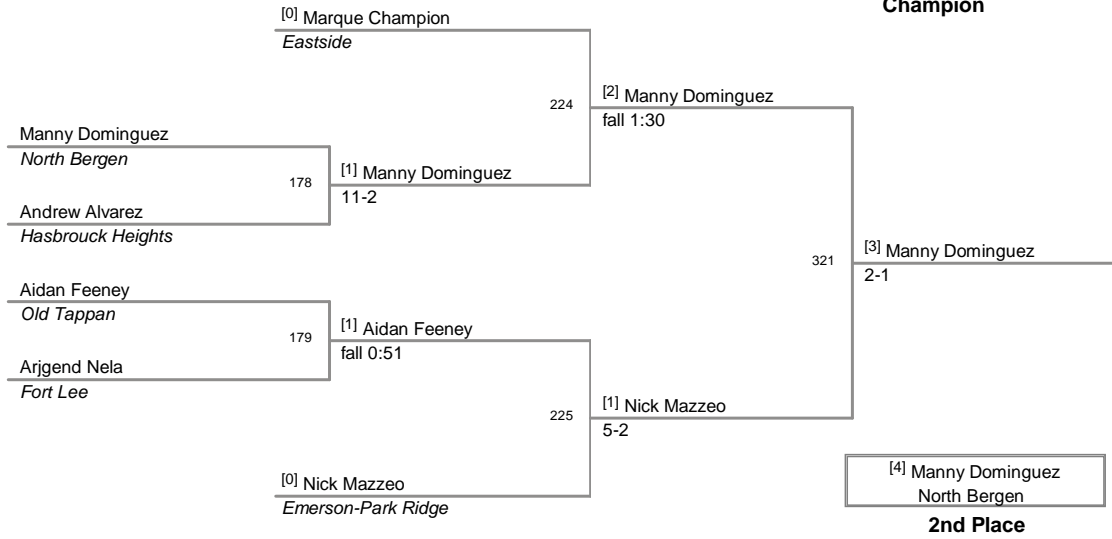 Champion
[0] Marque Champion
Eastside
224
[2] Manny Dominguez
fall 1:30
Manny Dominguez
North Bergen
178
[1] Manny Dominguez
11-2
Andrew Alvarez
Hasbrouck Heights
321
[3] Manny Dominguez
2-1
Aidan Feeney
Old Tappan
179
[1] Aidan Feeney
fall 0:51
Arjgend Nela
Fort Lee
225
[1] Nick Mazzeo
5-2
[0] Nick Mazzeo
Emerson-Park Ridge
[4] Manny Dominguez
North Bergen
2nd Place